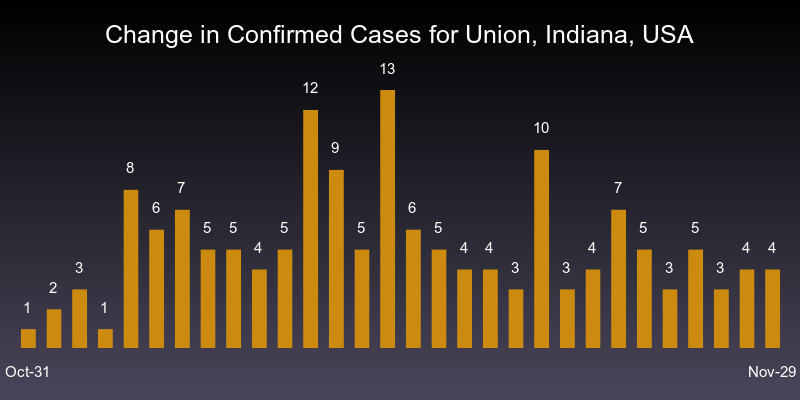 Change in Confirmed Cases for Union, Indiana, USA
1 2 3 1 8 6 7 5 5 4 5 12 9 5 13 6 5 4 4 3 10 3 4 7 5 3 5 3 4 4
Oct-31 Nov-29